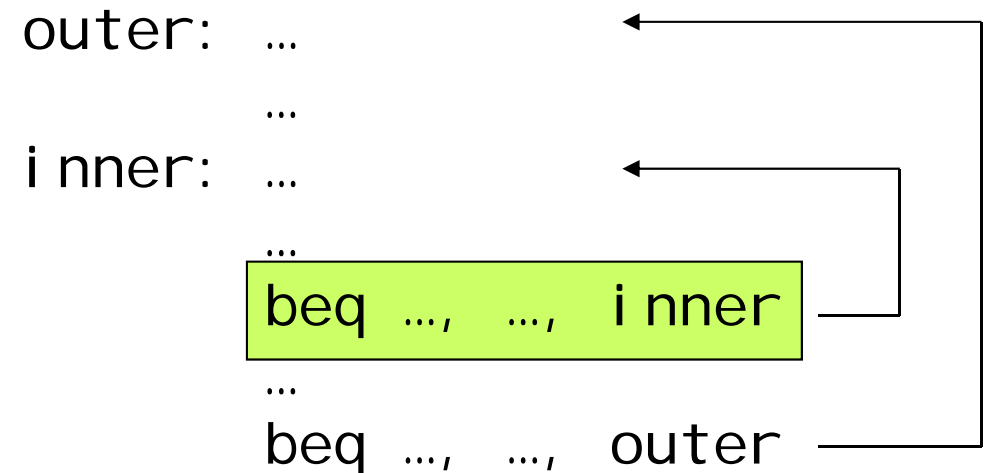 outer: …
…
inner: …
…
beq …, …, inner
…
beq …, …, outer